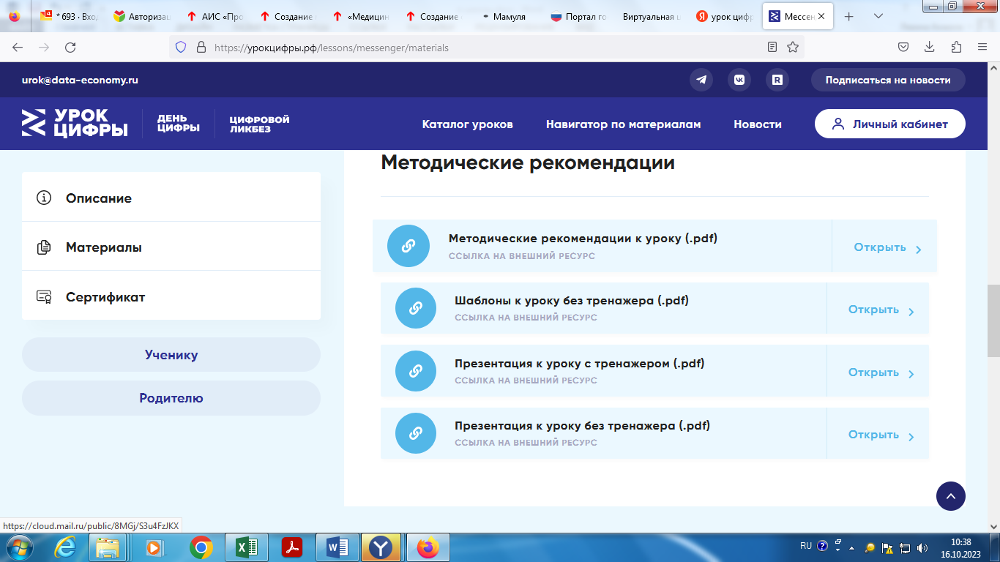 4
* 693 · Вхо
Авторизац
АИС «Про
Создание
«Медицин
Создание
Мамуля
Портал го
Виртуальная ш
урок цифр
Мессен
https://урокцифры.рф/lessons/messenger/materials
urok@data-economy.ru
Подписаться на новости
УРОК
ЦИФРЫ
ДЕНЬ
ЦИФРЫ
ЦИФРОВОЙ
ЛИКБЕЗ
Каталог уроков
Навигатор по материалам
Новости
Личный кабинет
Описание
Материалы
Сертификат
Ученику
Родителю
Методические рекомендации
Методические рекомендации к уроку (.pdf)
ССЫЛКА НА ВНЕШНИЙ РЕСУРС
Открыть
Шаблоны к уроку без тренажера (.pdf)
ССЫЛКА НА ВНЕШНИЙ РЕСУРС
Открыть
Презентация к уроку с тренажером (.pdf)
ССЫЛКА НА ВНЕШНИЙ РЕСУРС
Открыть
Презентация к уроку без тренажера (.pdf)
ССЫЛКА НА ВНЕШНИЙ РЕСУРС
Открыть
https://cloud.mail.ru/public/8MGj/S3u4FzJKX
RU
10:38
16.10.2023